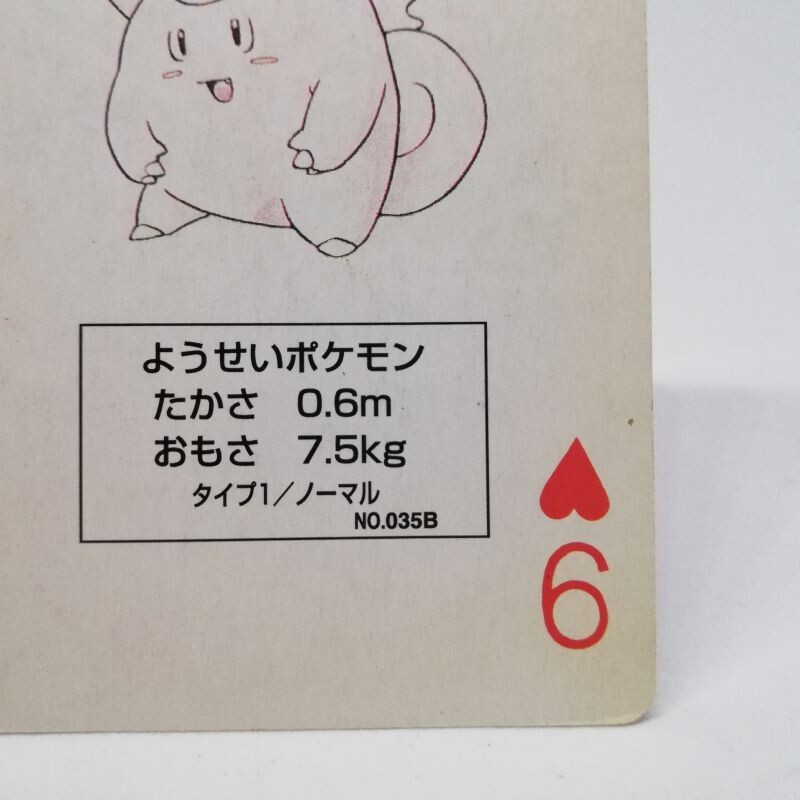 ようせいポケモン
たかさ 0.6m
おもさ 7.5kg
タイプ1/ノーマル
NO.035B
9